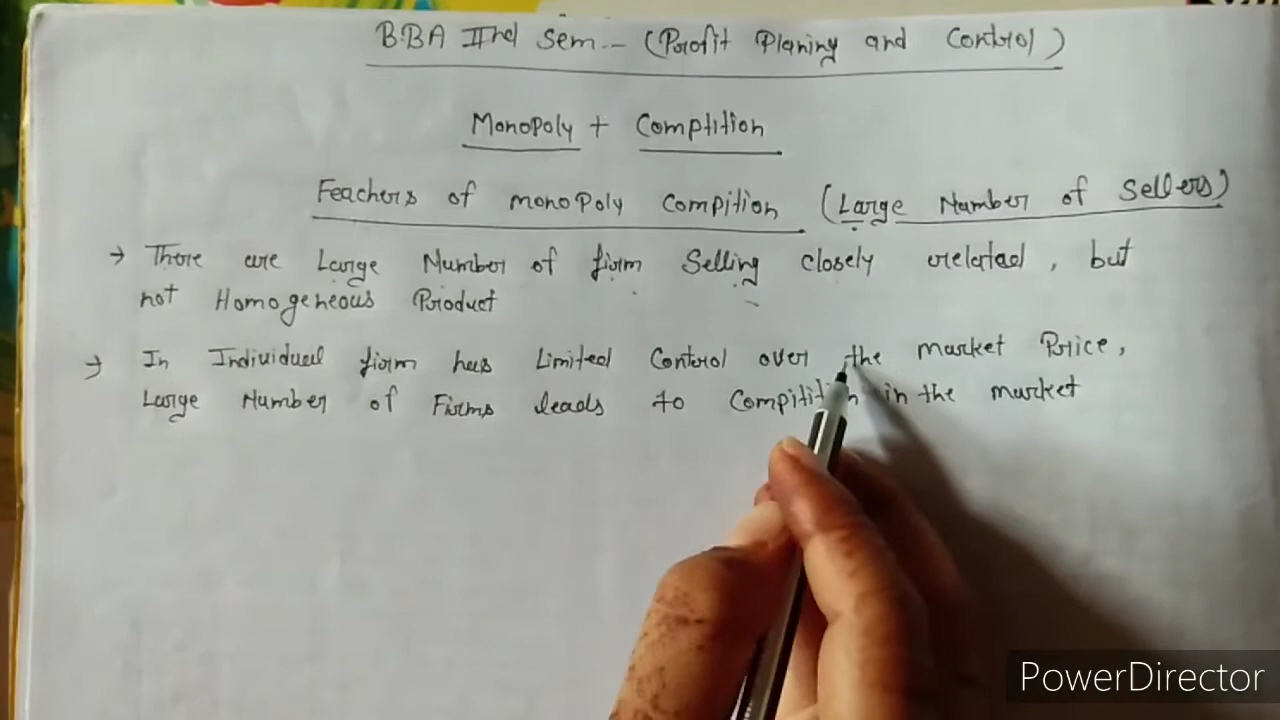 BBA IInd Sem.- (Profit Planing and Control)
Monopoly + Comptition
Feachers of monopoly Compition (Large Number of Sellers)
→ There are Large Number of firm Selling closely related, but
not Homogeneous Product
→ In Individual firm has Limited Control over the market Price,
Large Number of Firms leads to Compitition in the market
PowerDirector